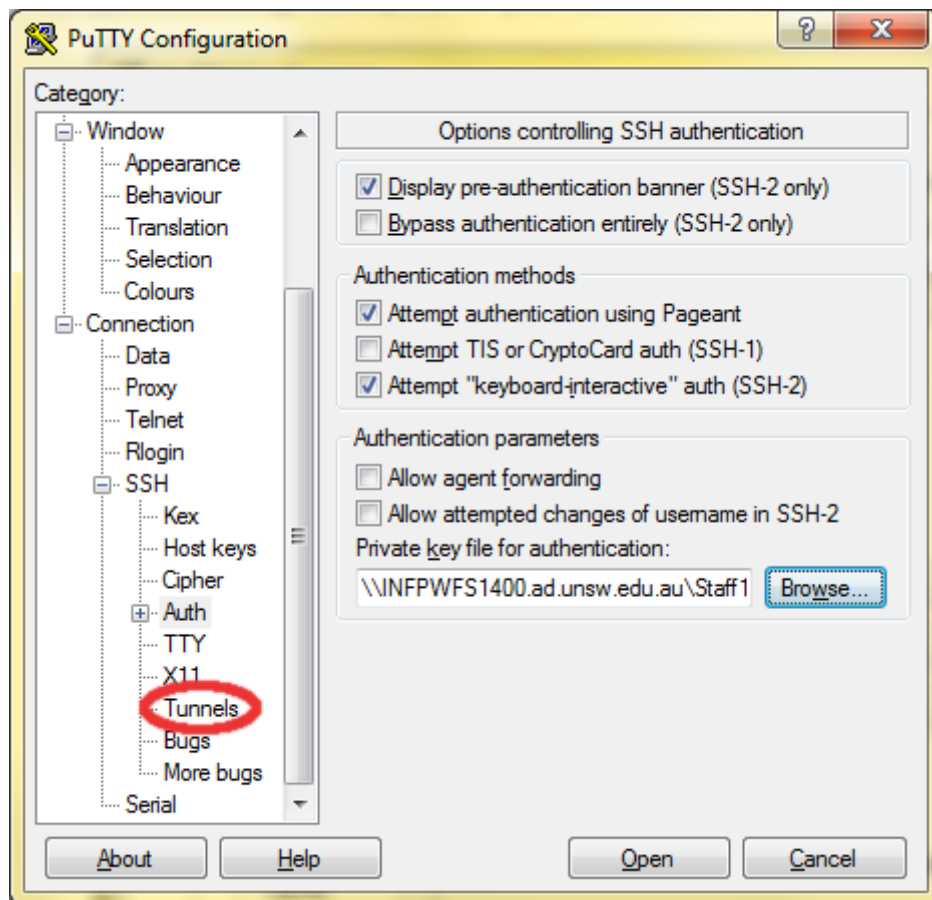 PuTTY Configuration
Category:
Window
Appearance
Behaviour
Translation
Selection
Colours
Connection
Data
Proxy
Telnet
Rlogin
SSH
Kex
Host keys
Cipher
Auth
TTY
X11
Tunnels
Bugs
More bugs
Serial
Options controlling SSH authentication
Display pre-authentication banner (SSH-2 only)
Bypass authentication entirely (SSH-2 only)
Authentication methods
Attempt authentication using Pageant
Attempt TIS or CryptoCard auth (SSH-1)
Attempt "keyboard-interactive" auth (SSH-2)
Authentication parameters
Allow agent forwarding
Allow attempted changes of username in SSH-2
Private key file for authentication:
\\INFPWFS1400.ad.unsw.edu.au\Staff1
Browse...
About
Help
Open
Cancel